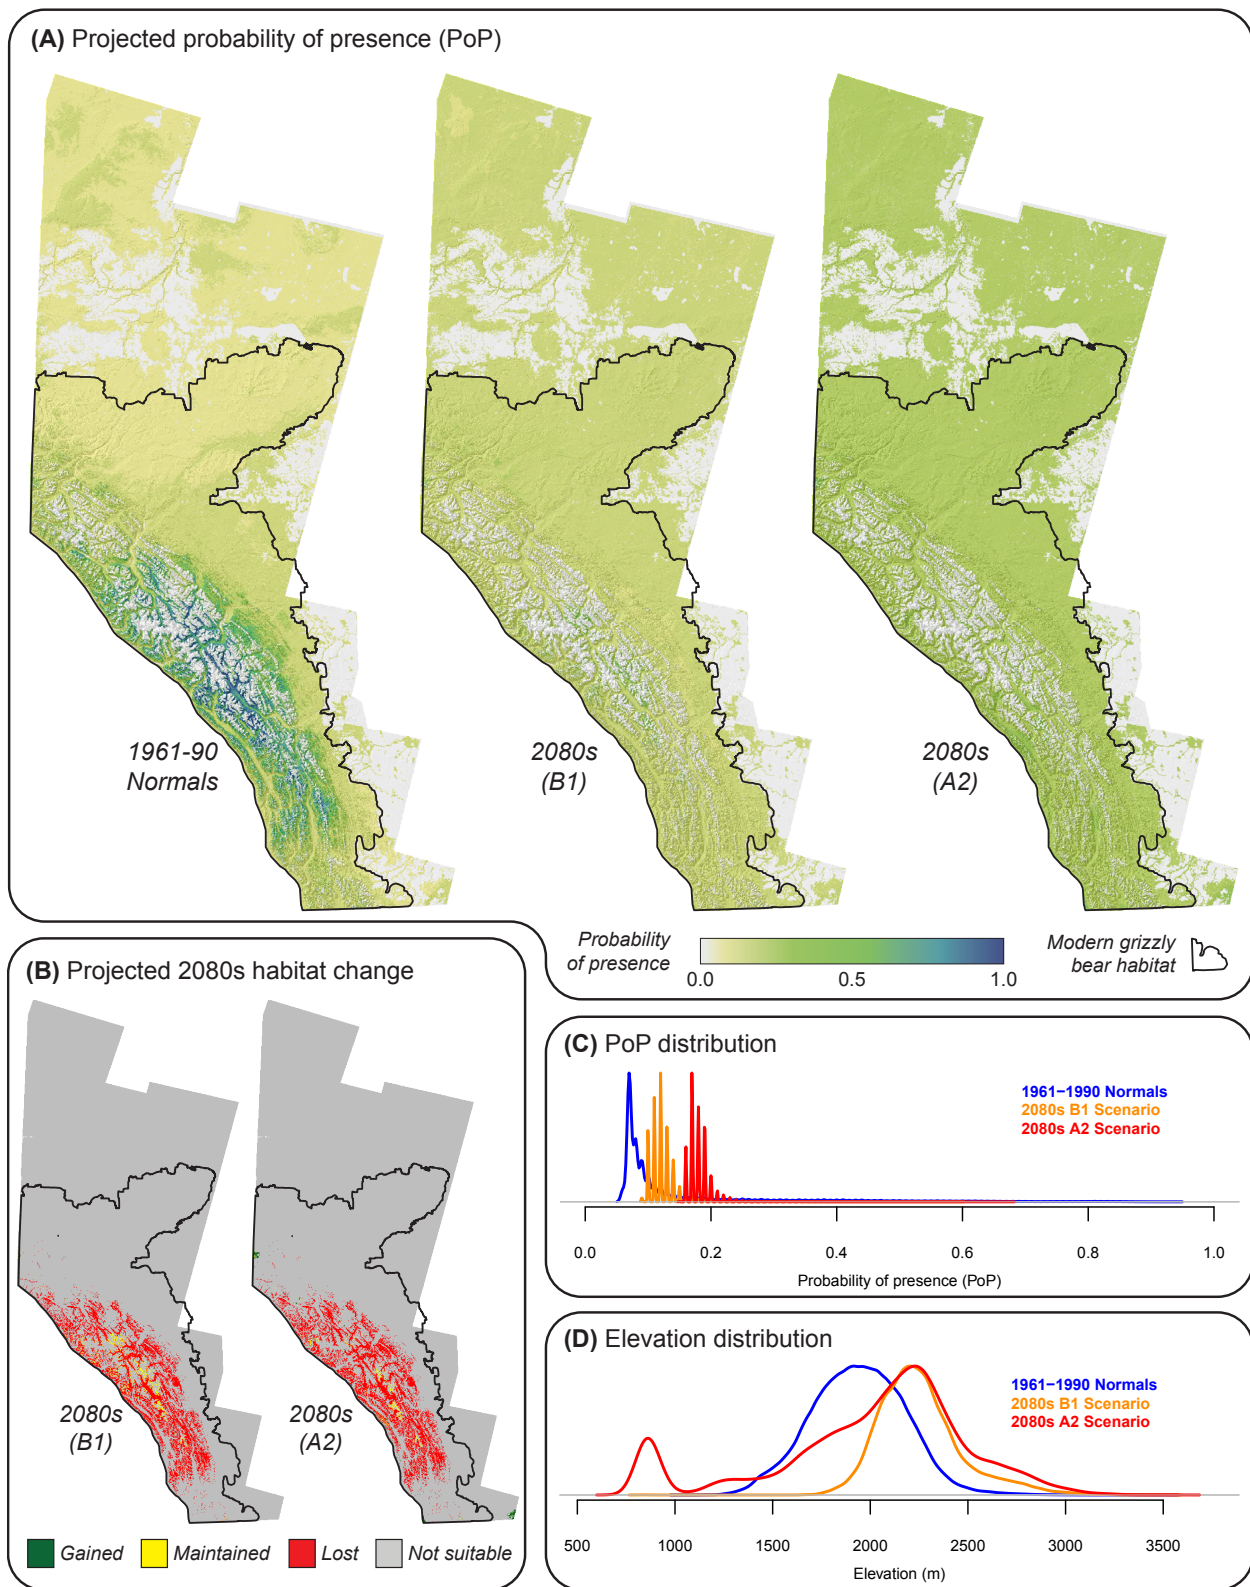 (A) Projected probability of presence (PoP)
1961-90
Normals
2080s
(B1)
2080s
(A2)
Probability
of presence
0.0
0.5
1.0
Modern grizzly
bear habitat
(B) Projected 2080s habitat change
2080s
(B1)
2080s
(A2)
Gained
Maintained
Lost
Not suitable
(C) PoP distribution
1961−1990 Normals
2080s B1 Scenario
2080s A2 Scenario
0.0
0.2
0.4
0.6
0.8
1.0
Probability of presence (PoP)
(D) Elevation distribution
1961−1990 Normals
2080s B1 Scenario
2080s A2 Scenario
500
1000
1500
2000
2500
3000
3500
Elevation (m)